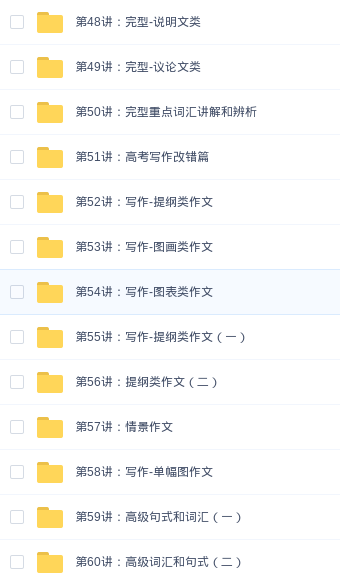 第48讲：完型-说明文类
第49讲：完型-议论文类
第50讲：完型重点词汇讲解和辨析
第51讲：高考写作改错篇
第52讲：写作-提纲类作文
第53讲：写作-图画类作文
第54讲：写作-图表类作文
第55讲：写作-提纲类作文（一）
第56讲：提纲类作文（二）
第57讲：情景作文
第58讲：写作-单幅图作文
第59讲：高级句式和词汇（一）
第60讲：高级词汇和句式（二）